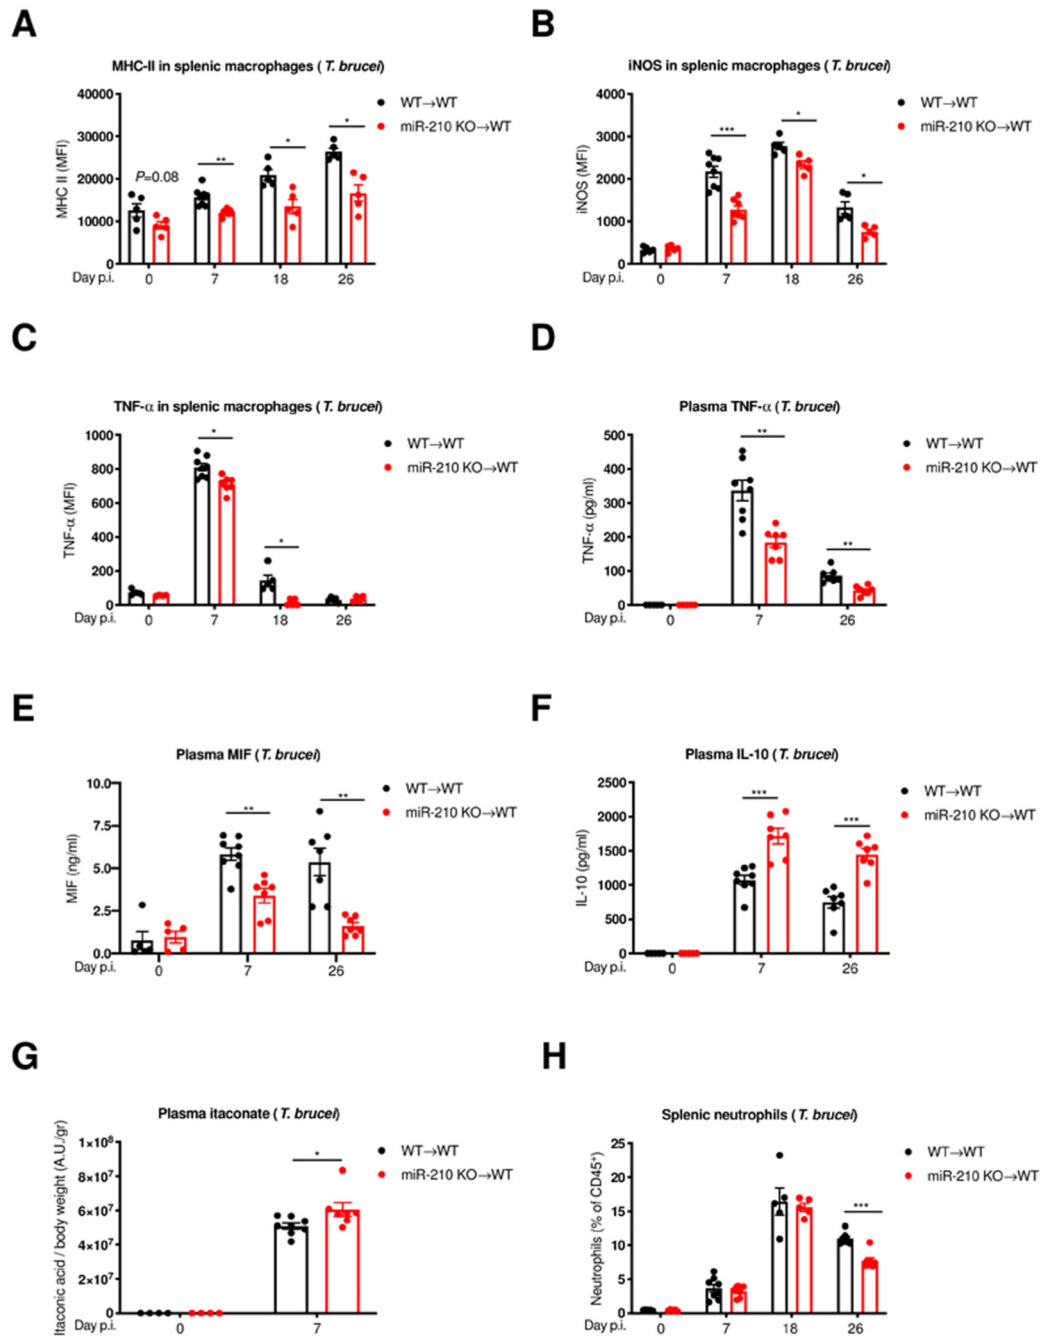 A
MHC-II in splenic macrophages ( T. brucei)
40000
30000
20000
10000
0
MHC II (MFI)
P=0.08
**
*
*
WT→WT
miR-210 KO→WT
Day p.i.
0
7
18
26
B
iNOS in splenic macrophages ( T. brucei)
4000
3000
2000
1000
0
iNOS (MFI)
***
*
*
WT→WT
miR-210 KO→WT
Day p.i.
0
7
18
26
C
TNF-α in splenic macrophages ( T. brucei)
1000
800
600
400
200
0
TNF-α (MFI)
*
*
WT→WT
miR-210 KO→WT
Day p.i.
0
7
18
26
D
Plasma TNF-α ( T. brucei)
500
400
300
200
100
0
TNF-α (pg/ml)
**
**
WT→WT
miR-210 KO→WT
Day p.i.
0
7
26
E
Plasma MIF ( T. brucei)
10.0
7.5
5.0
2.5
0.0
MIF (ng/ml)
**
**
WT→WT
miR-210 KO→WT
Day p.i.
0
7
26
F
Plasma IL-10 ( T. brucei)
2500
2000
1500
1000
500
0
IL-10 (pg/ml)
***
***
WT→WT
miR-210 KO→WT
Day p.i.
0
7
26
G
Plasma itaconate ( T. brucei)
1×10⁸
8×10⁷
6×10⁷
4×10⁷
2×10⁷
0
Itaconic acid / body weight (A.U./gr)
*
WT→WT
miR-210 KO→WT
Day p.i.
0
7
H
Splenic neutrophils ( T. brucei)
25
20
15
10
5
0
Neutrophils (% of CD45⁺)
***
WT→WT
miR-210 KO→WT
Day p.i.
0
7
18
26